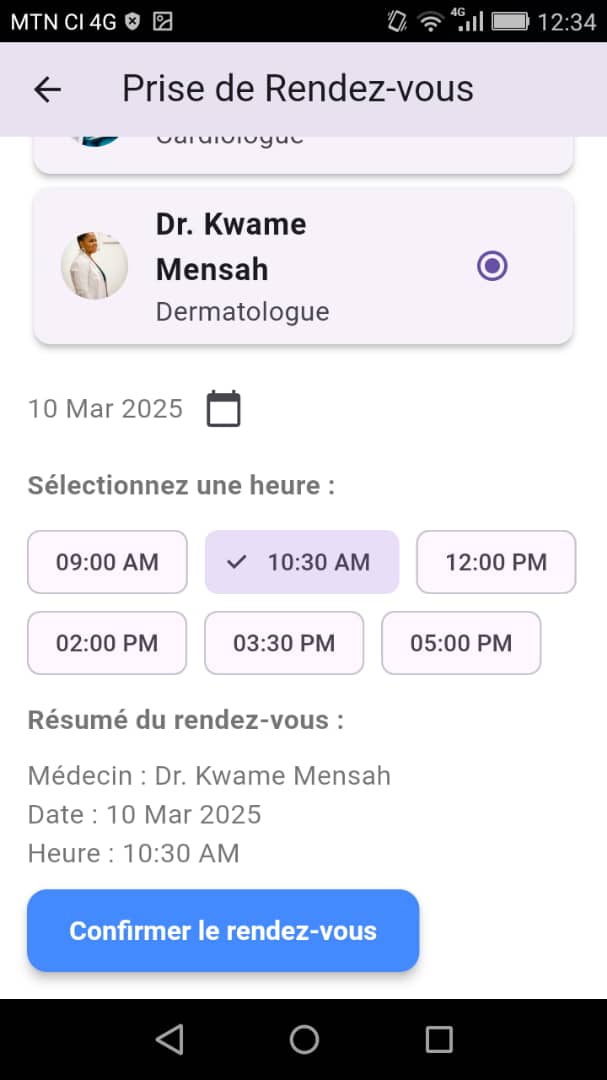 MTN CI 4G
4G
12:34
Prise de Rendez-vous
Cardiologue
Dr. Kwame
Mensah
Dermatologue
10 Mar 2025
Sélectionnez une heure :
09:00 AM
10:30 AM
12:00 PM
02:00 PM
03:30 PM
05:00 PM
Résumé du rendez-vous :
Médecin : Dr. Kwame Mensah
Date : 10 Mar 2025
Heure : 10:30 AM
Confirmer le rendez-vous